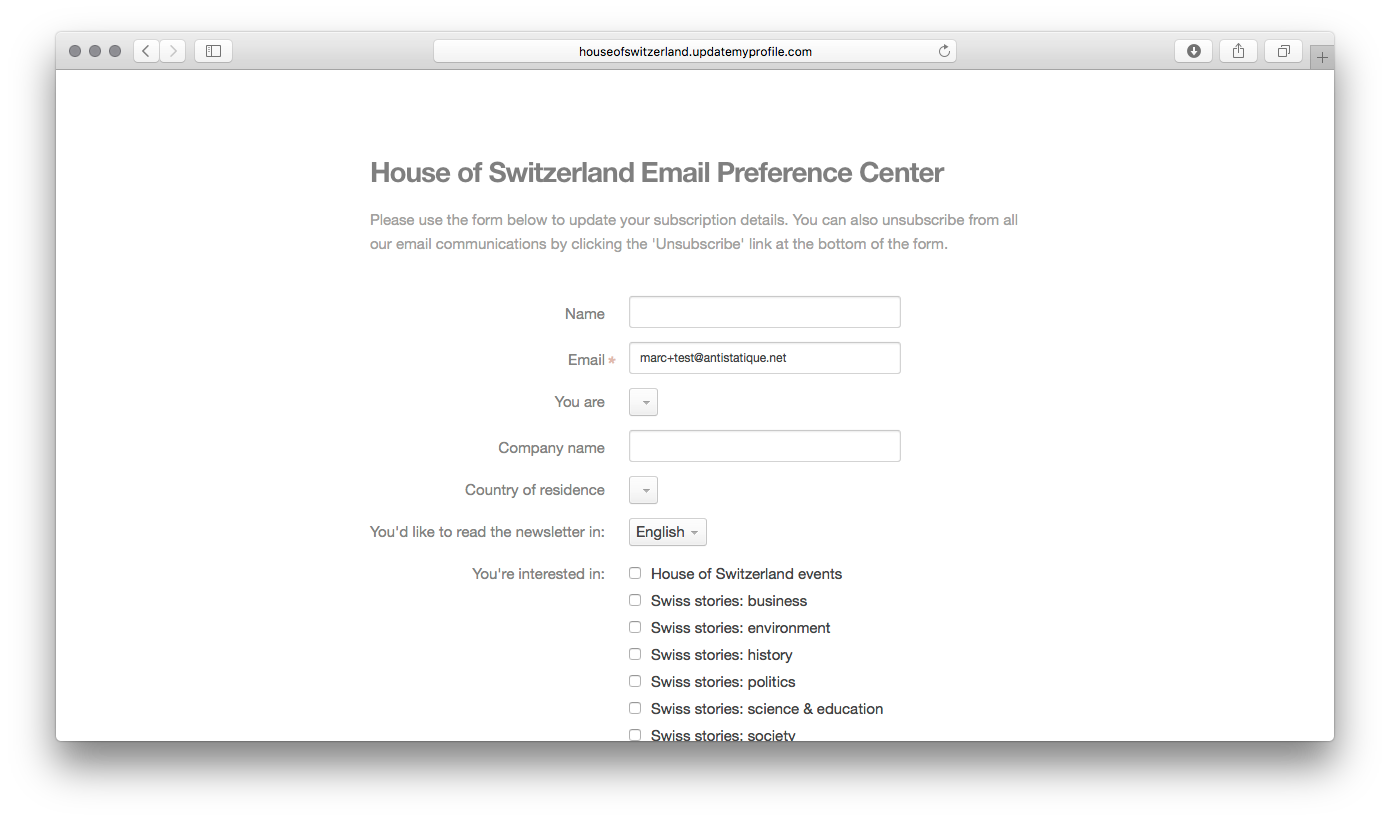 houseofswitzerland.updatemyprofile.com
House of Switzerland Email Preference Center
Please use the form below to update your subscription details. You can also unsubscribe from all
our email communications by clicking the 'Unsubscribe' link at the bottom of the form.
Name
Email * marc+test@antistatique.net
You are
Company name
Country of residence
You'd like to read the newsletter in: English
You're interested in: House of Switzerland events
Swiss stories: business
Swiss stories: environment
Swiss stories: history
Swiss stories: politics
Swiss stories: science & education
Swiss stories: society